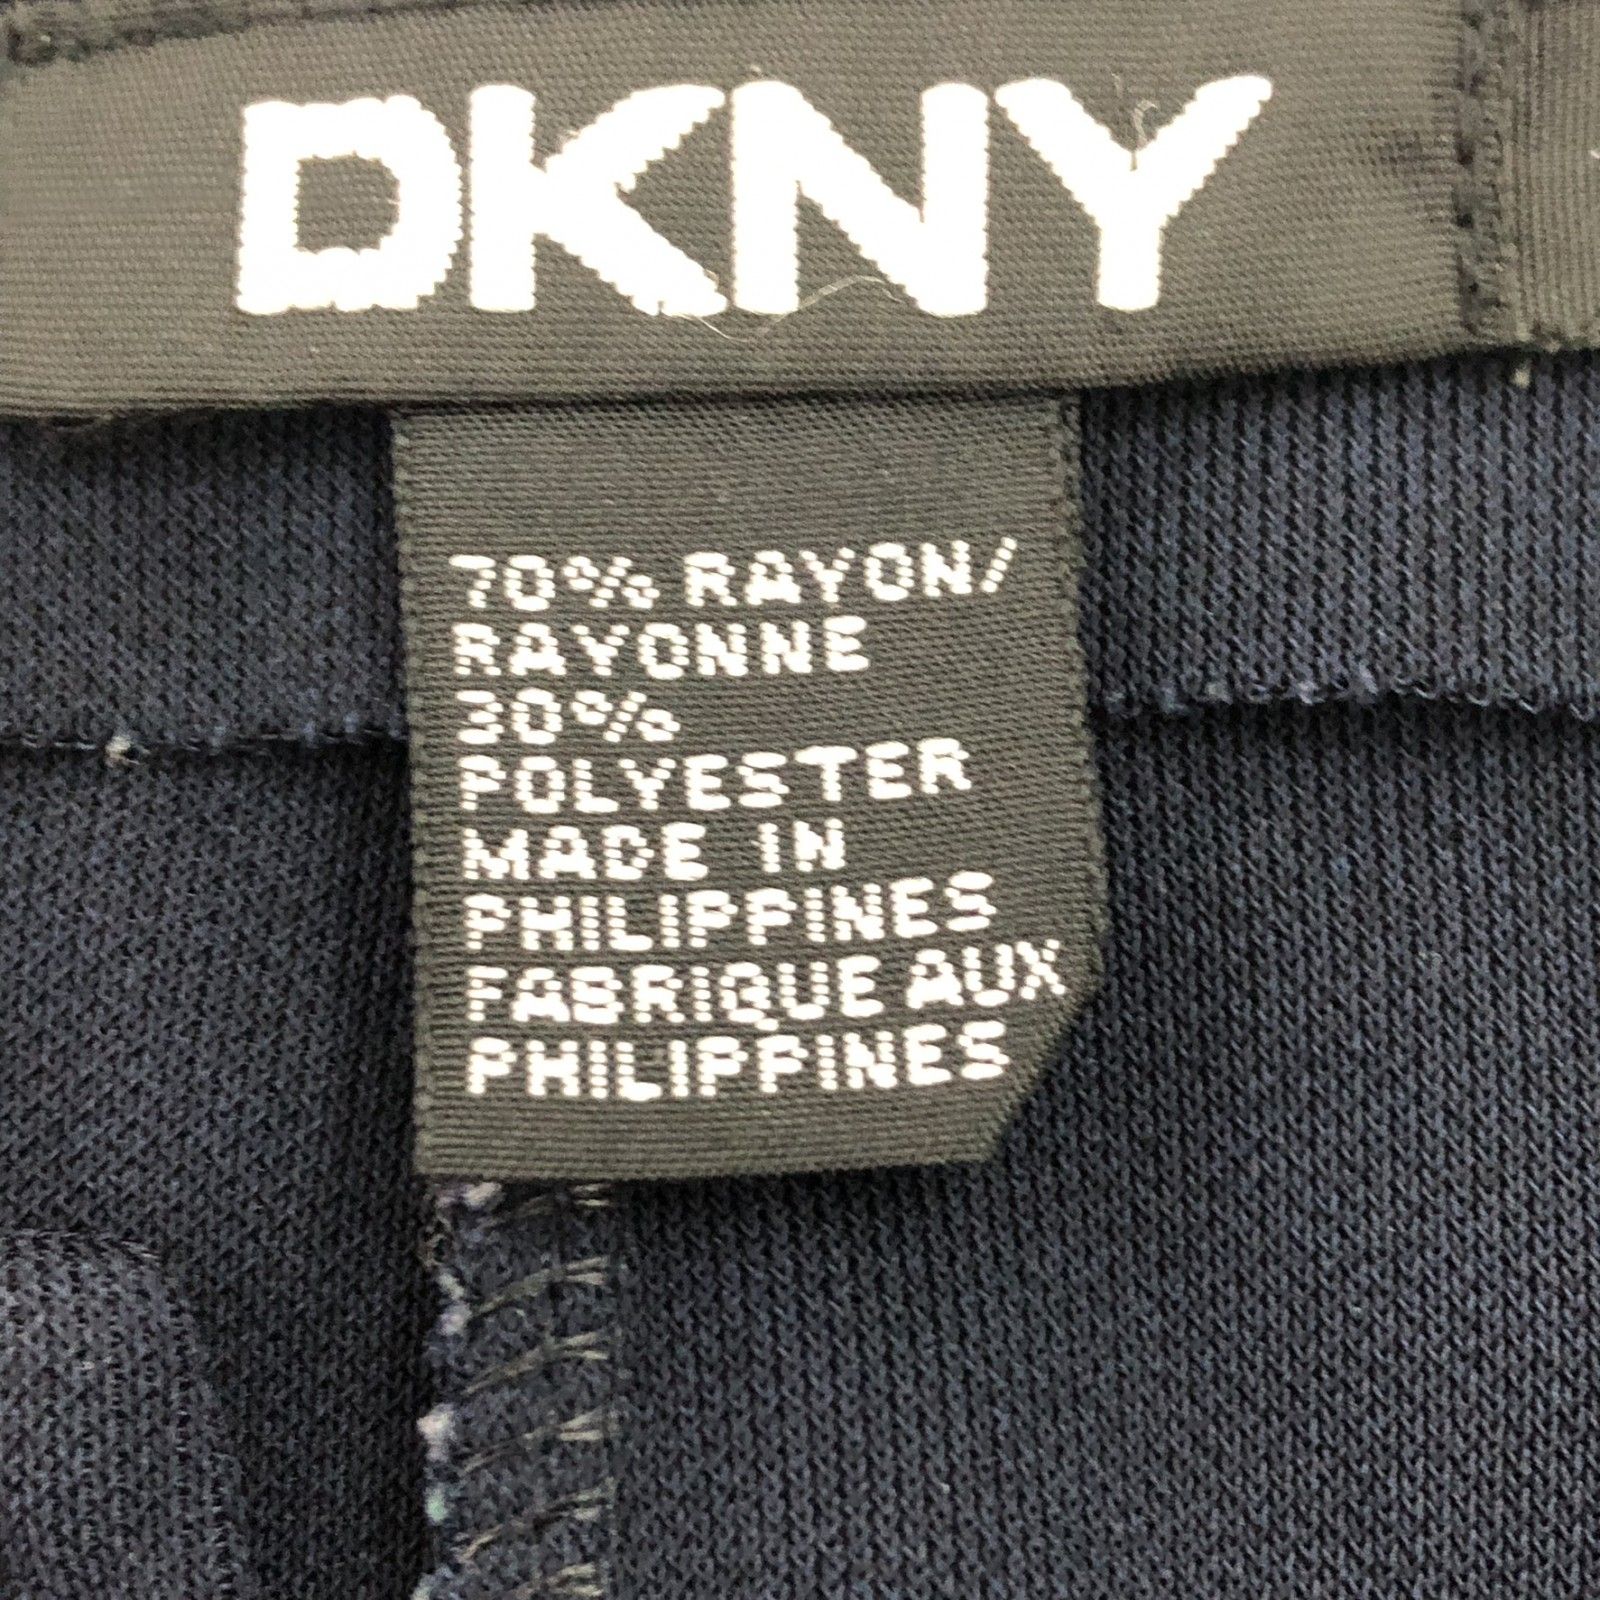 DKNY
70% RAYON/
RAYONNE
30%
POLYESTER
MADE IN
PHILIPPINES
FABRIQUE AUX
PHILIPPINES